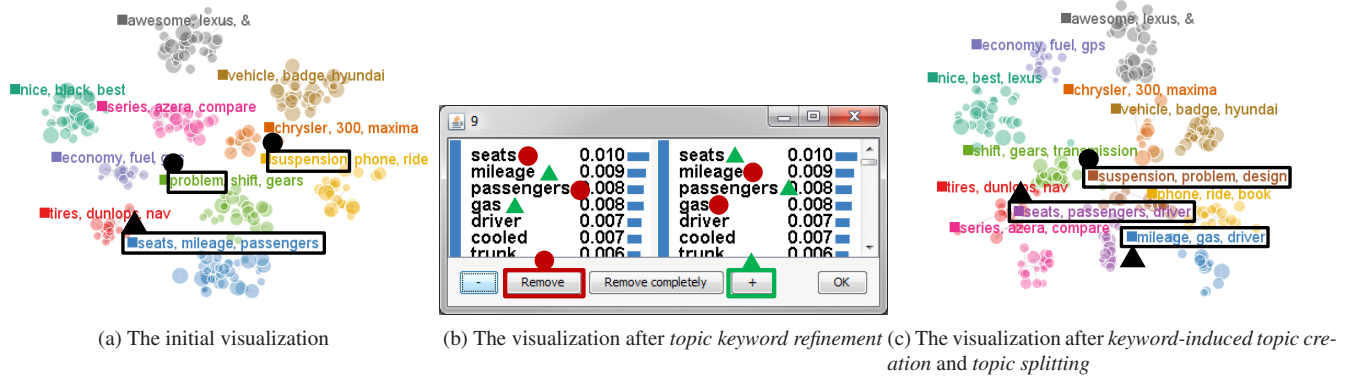 awesome, lexus, &
vehicle, badge, hyundai
nice, black, best
series, azera, compare
chrysler, 300, maxima
economy, fuel, gps
suspension, phone, ride
problem, shift, gears
tires, dunlops, nav
seats, mileage, passengers
(a) The initial visualization
9
seats 0.010
mileage 0.009
passengers 0.008
gas 0.008
driver 0.007
cooled 0.007
trunk 0.006
seats 0.010
mileage 0.009
passengers 0.008
gas 0.008
driver 0.007
cooled 0.007
trunk 0.006
- Remove Remove completely + OK
(b) The visualization after topic keyword refinement
awesome, lexus, &
economy, fuel, gps
nice, best, lexus
chrysler, 300, maxima
vehicle, badge, hyundai
shift, gears, transmission
suspension, problem, design
tires, dunlops, nav
phone, ride, book
seats, passengers, driver
series, azera, compare
mileage, gas, driver
(c) The visualization after keyword-induced topic cre-
ation and topic splitting